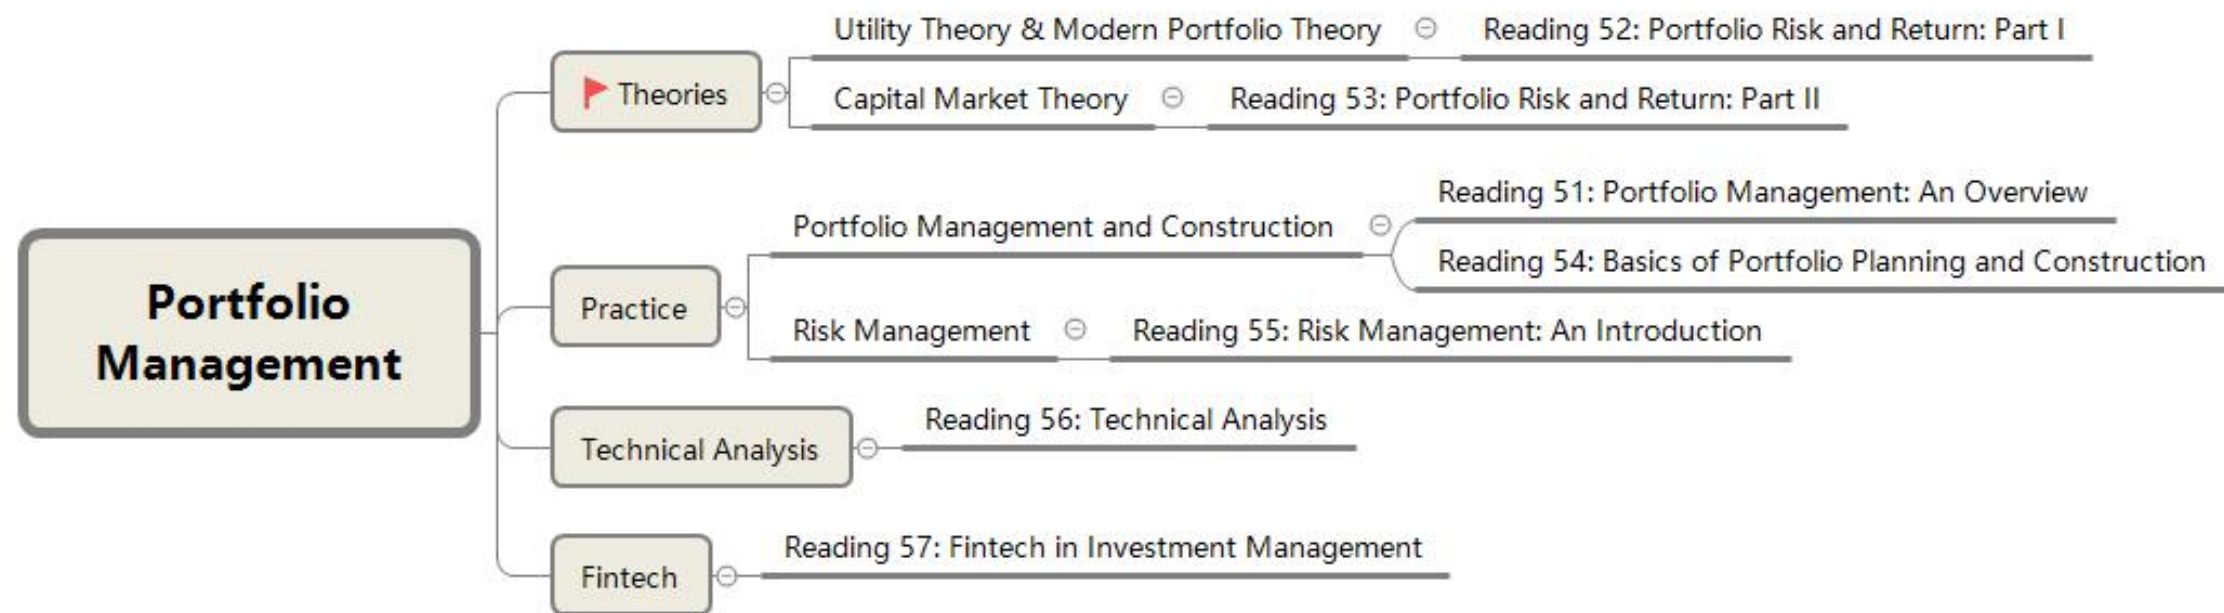 Portfolio
Management
Theories
Utility Theory & Modern Portfolio Theory
Reading 52: Portfolio Risk and Return: Part I
Capital Market Theory
Reading 53: Portfolio Risk and Return: Part II
Practice
Portfolio Management and Construction
Reading 51: Portfolio Management: An Overview
Reading 54: Basics of Portfolio Planning and Construction
Risk Management
Reading 55: Risk Management: An Introduction
Technical Analysis
Reading 56: Technical Analysis
Fintech
Reading 57: Fintech in Investment Management